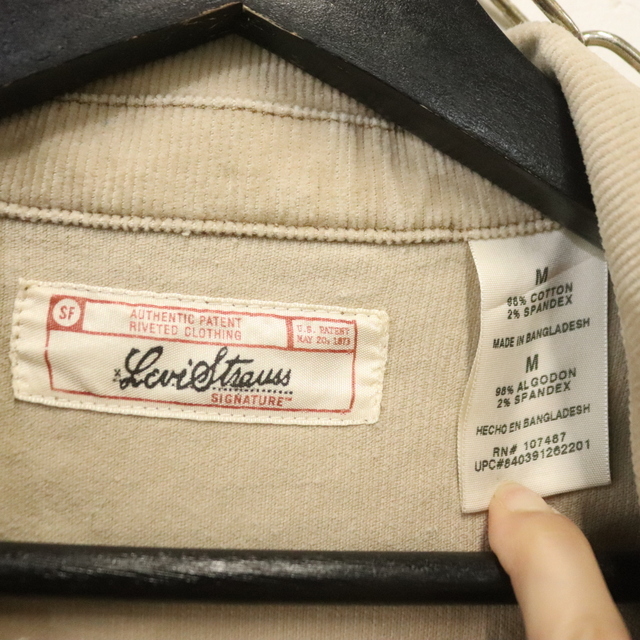 SF
AUTHENTIC PATENT
RIVETED CLOTHING
U.S. PATENT
MAY 20, 1873
Levi Strauss
SIGNATURE™
M
98% COTTON
2% SPANDEX
MADE IN BANGLADESH
M
98% ALGODON
2% SPANDEX
HECHO EN BANGLADESH
RN# 107487
UPC#840391262201